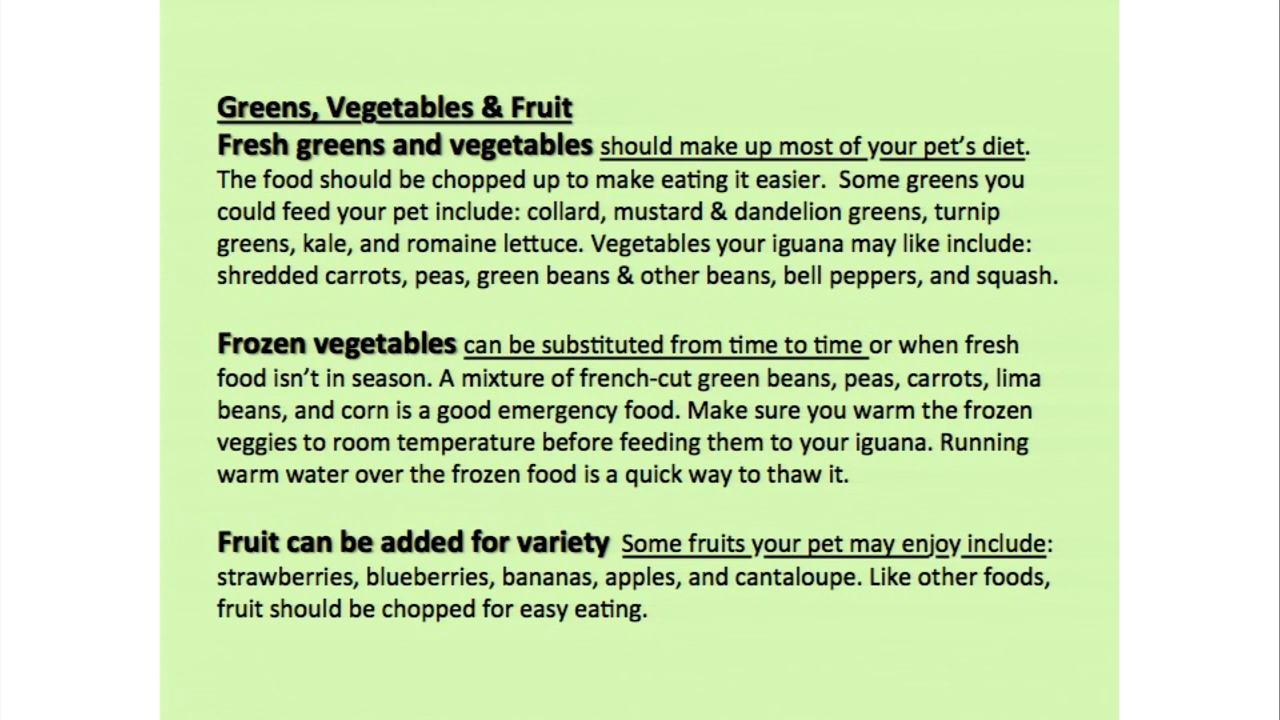 Greens, Vegetables & Fruit
Fresh greens and vegetables should make up most of your pet's diet.
The food should be chopped up to make eating it easier.  Some greens you
could feed your pet include: collard, mustard & dandelion greens, turnip
greens, kale, and romaine lettuce. Vegetables your iguana may like include:
shredded carrots, peas, green beans & other beans, bell peppers, and squash.
Frozen vegetables can be substituted from time to time or when fresh
food isn't in season. A mixture of french-cut green beans, peas, carrots, lima
beans, and corn is a good emergency food. Make sure you warm the frozen
veggies to room temperature before feeding them to your iguana. Running
warm water over the frozen food is a quick way to thaw it.
Fruit can be added for variety  Some fruits your pet may enjoy include:
strawberries, blueberries, bananas, apples, and cantaloupe. Like other foods,
fruit should be chopped for easy eating.